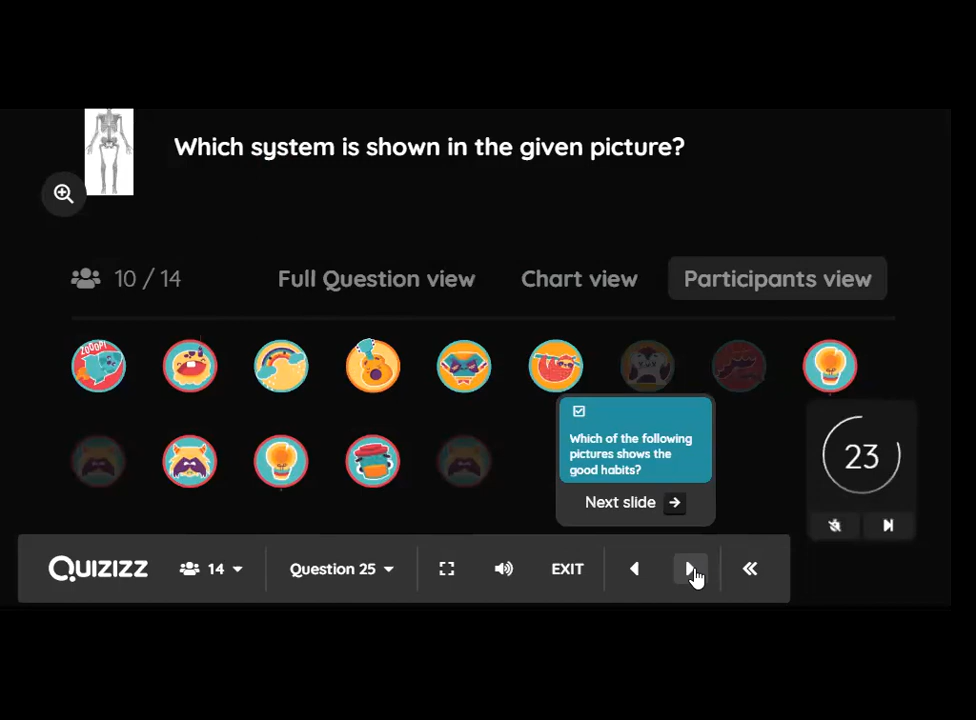 Which system is shown in the given picture?
10 / 14
Full Question view
Chart view
Participants view
ZOOOP!
Which of the following
pictures shows the
good habits?
Next slide
23
Quizizz
14
Question 25
EXIT